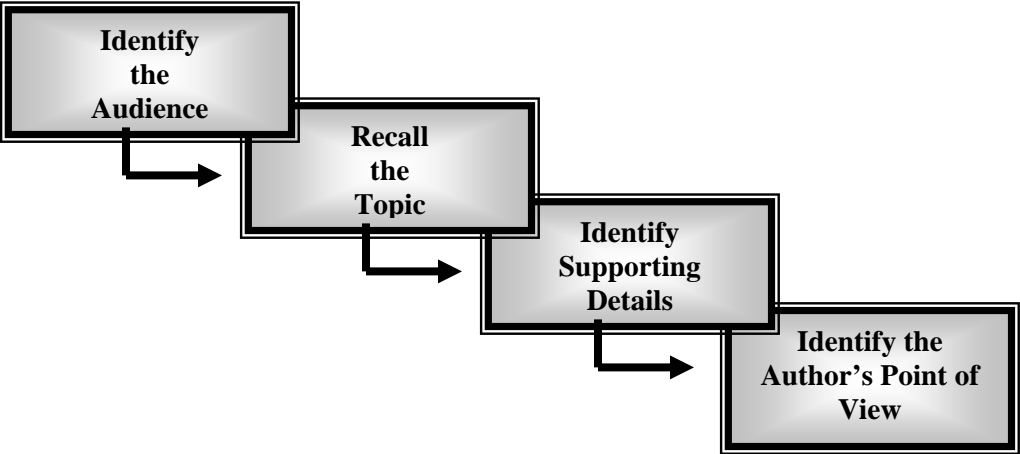 Identify
the
Audience
Recall
the
Topic
Identify
Supporting
Details
Identify the
Author’s Point of
View